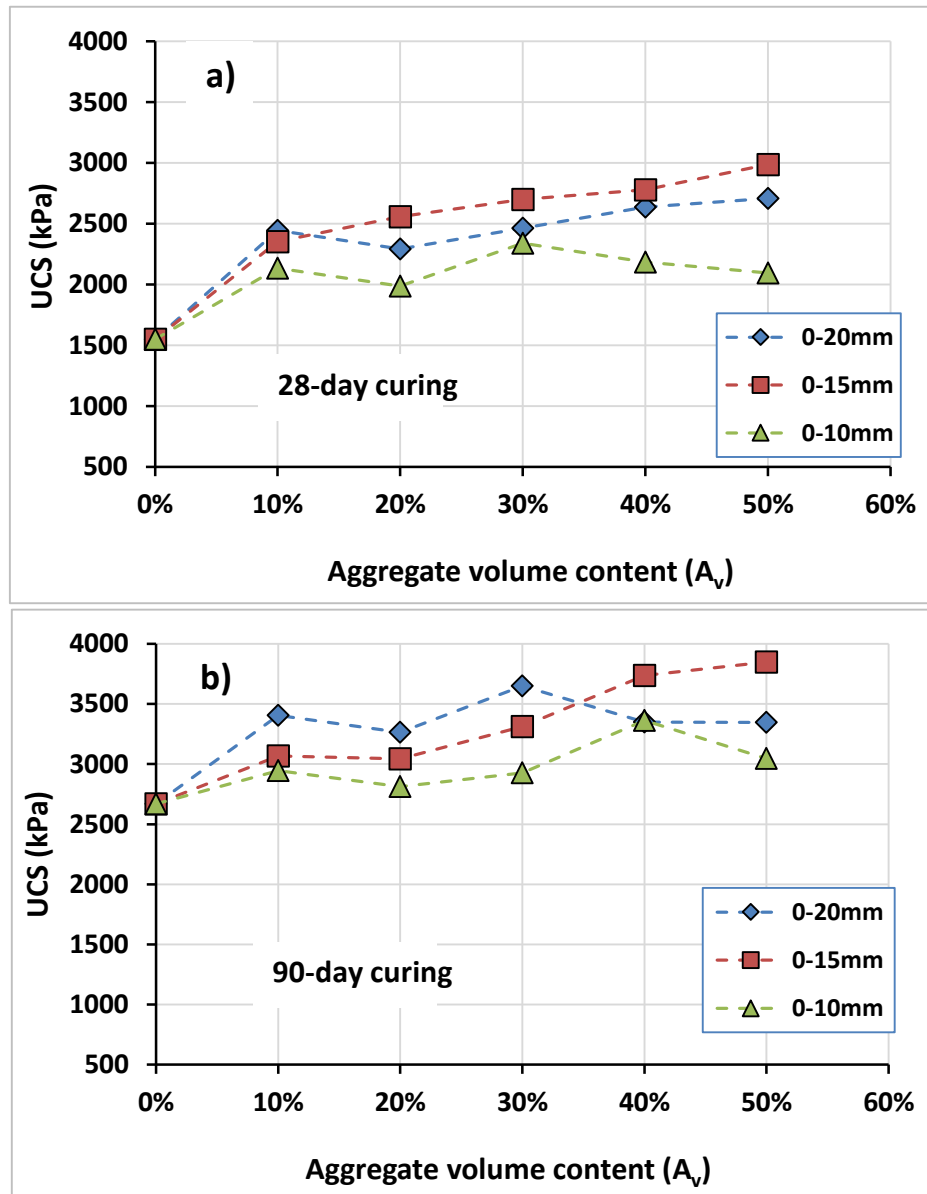 a)
4000
3500
3000
2500
2000
1500
1000
500
UCS (kPa)
28-day curing
0-20mm
0-15mm
0-10mm
0% 10% 20% 30% 40% 50% 60%
Aggregate volume content (Av)
b)
4000
3500
3000
2500
2000
1500
1000
500
UCS (kPa)
90-day curing
0-20mm
0-15mm
0-10mm
0% 10% 20% 30% 40% 50% 60%
Aggregate volume content (Av)